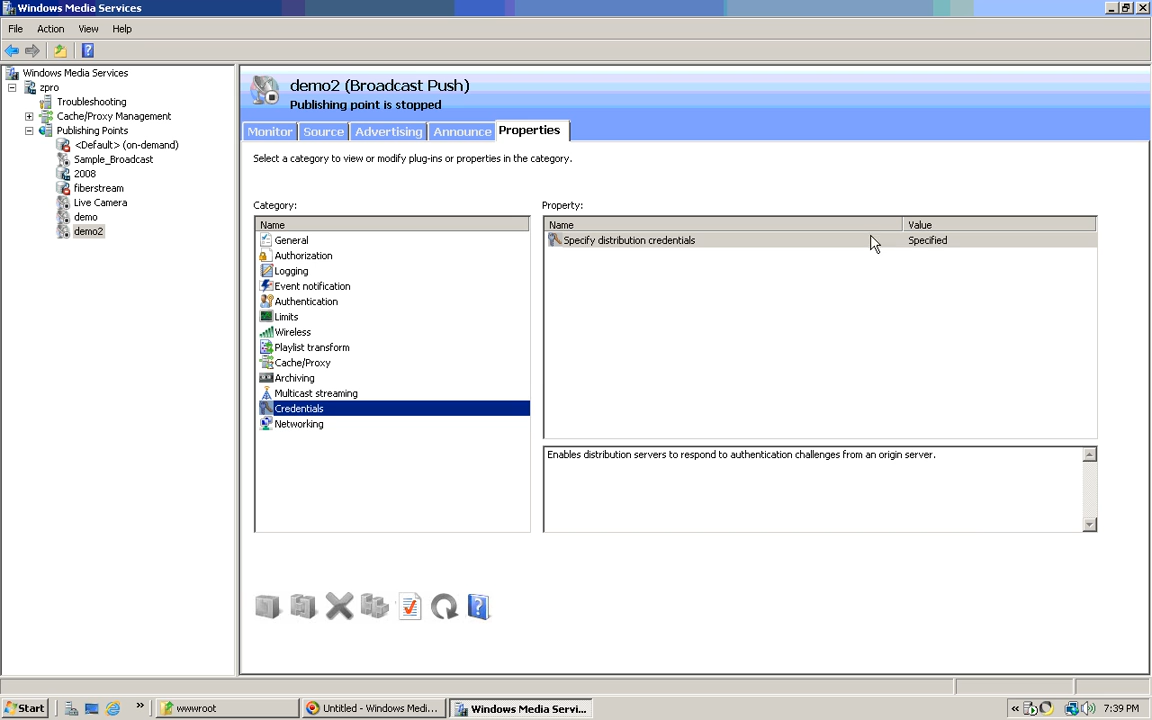 Windows Media Services
File Action View Help
Windows Media Services
zpro
Troubleshooting
Cache/Proxy Management
Publishing Points
<Default> (on-demand)
Sample_Broadcast
2008
fiberstream
Live Camera
demo
demo2
demo2 (Broadcast Push)
Publishing point is stopped
Monitor Source Advertising Announce Properties
Select a category to view or modify plug-ins or properties in the category.
Category:
Name
General
Authorization
Logging
Event notification
Authentication
Limits
Wireless
Playlist transform
Cache/Proxy
Archiving
Multicast streaming
Credentials
Networking
Property:
Name Value
Specify distribution credentials Specified
Enables distribution servers to respond to authentication challenges from an origin server.
Start » wwwroot Untitled - Windows Medi... Windows Media Servi... « 7:39 PM